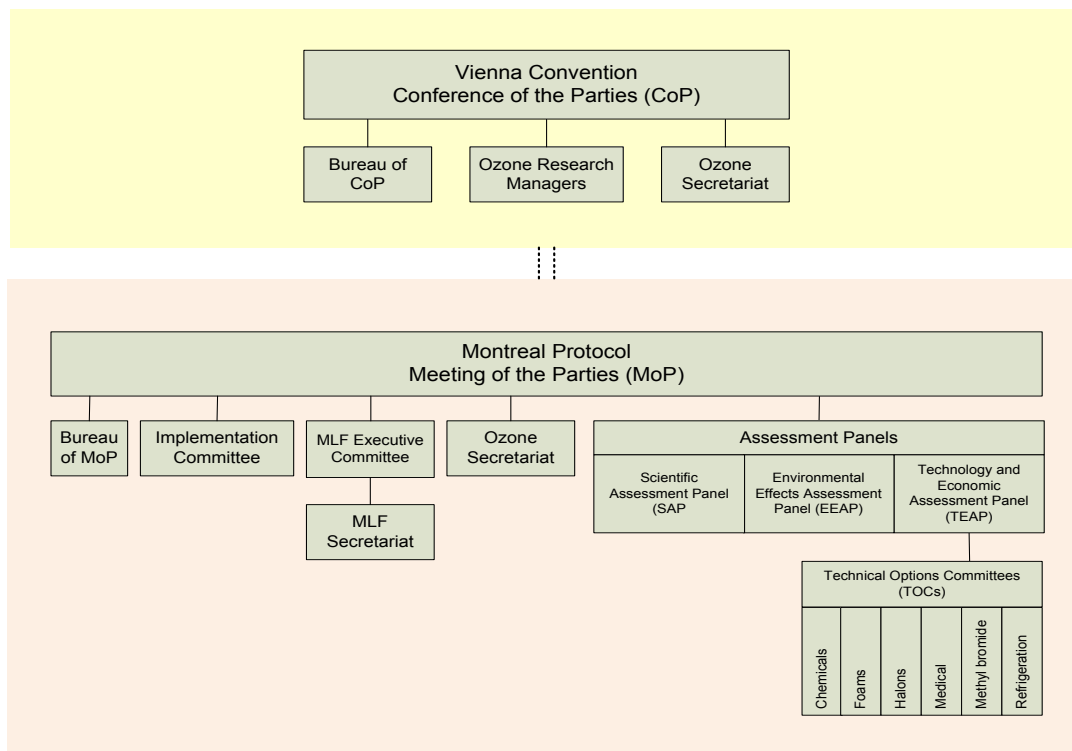 Vienna Convention
Conference of the Parties (CoP)
Bureau of
CoP
Ozone Research
Managers
Ozone
Secretariat
Montreal Protocol
Meeting of the Parties (MoP)
Bureau
of MoP
Implementation
Committee
MLF Executive
Committee
Ozone
Secretariat
MLF
Secretariat
Assessment Panels
Scientific
Assessment Panel
(SAP
Environmental
Effects Assessment
Panel (EEAP)
Technology and
Economic
Assessment Panel
(TEAP)
Technical Options Committees
(TOCs)
Chemicals
Foams
Halons
Medical
Methyl bromide
Refrigeration